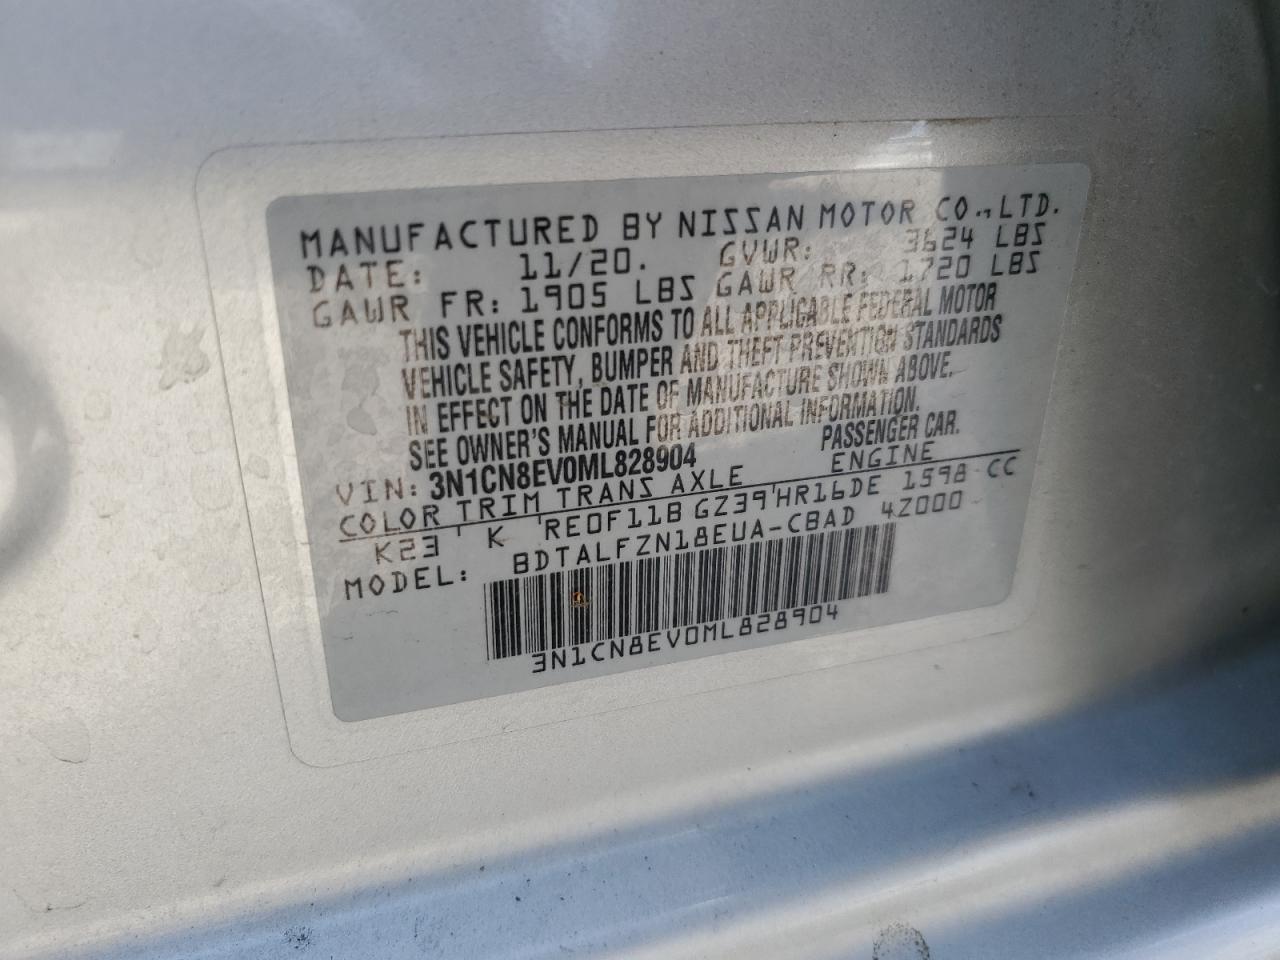 MANUFACTURED BY NISSAN MOTOR CO.,LTD.
DATE: 11/20. GVWR: 3624 LBS
GAWR FR: 1905 LBS GAWR RR: 1720 LBS
THIS VEHICLE CONFORMS TO ALL APPLICABLE FEDERAL MOTOR
VEHICLE SAFETY, BUMPER AND THEFT PREVENTION STANDARDS
IN EFFECT ON THE DATE OF MANUFACTURE SHOWN ABOVE.
SEE OWNER'S MANUAL FOR ADDITIONAL INFORMATION.
VIN: 3N1CN8EV0ML828904 PASSENGER CAR.
COLOR TRIM TRANS AXLE ENGINE
K23 ' K 'RE0F11B GZ39'HR16DE 1598 CC
MODEL: BDTALFZN18EUA-CBAD 4Z000
3N1CN8EV0ML828904